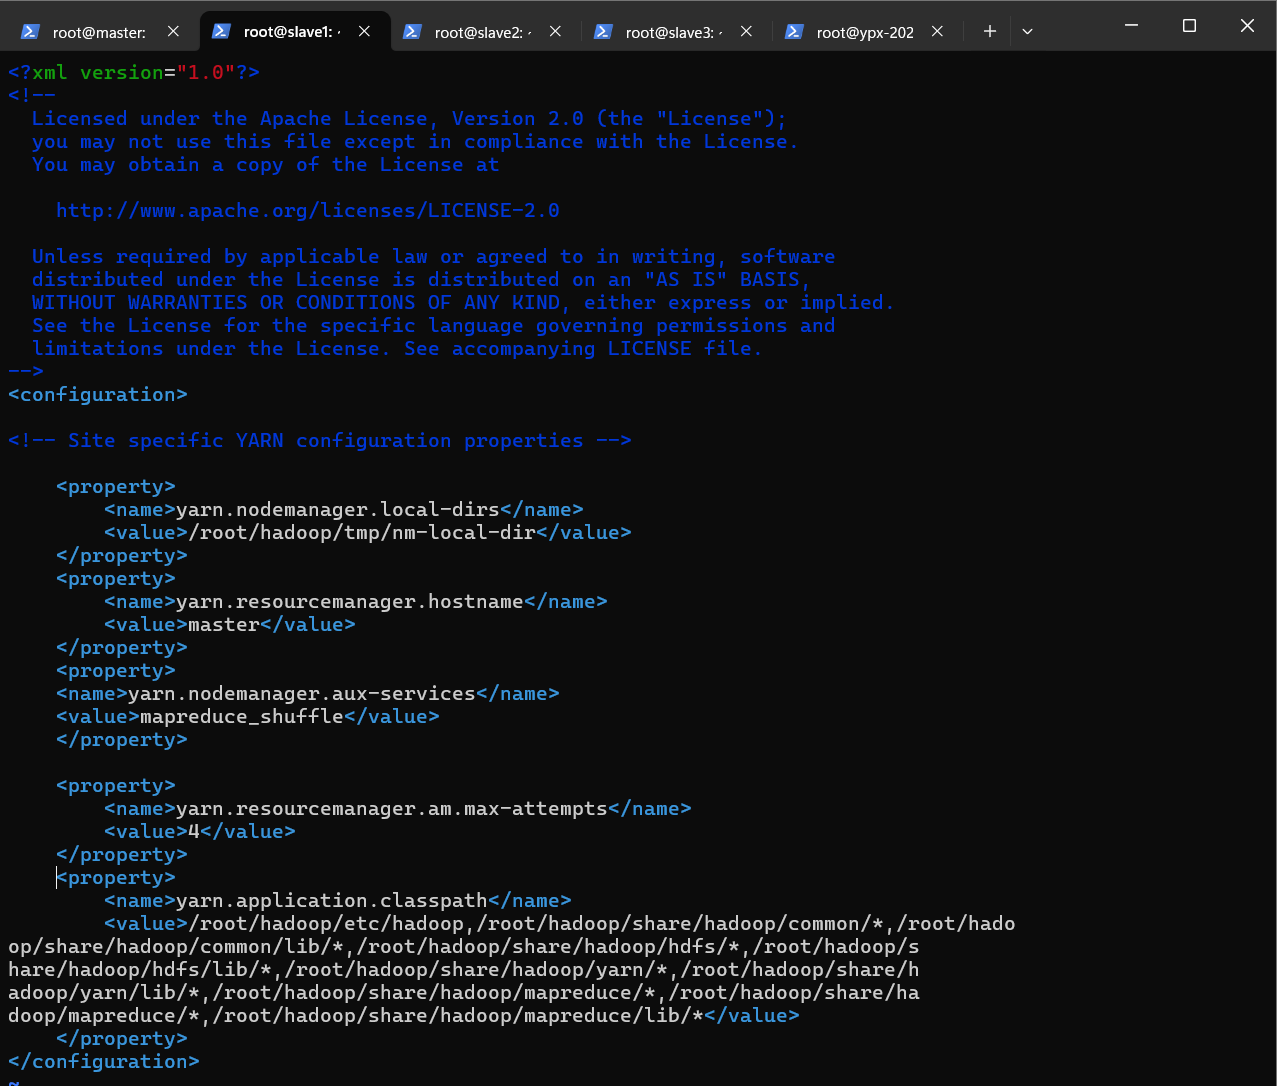 root@master:
root@slave1: -
root@slave2: -
root@slave3: -
root@ypx-202
<?xml version="1.0"?>
<!--
  Licensed under the Apache License, Version 2.0 (the "License");
  you may not use this file except in compliance with the License.
  You may obtain a copy of the License at

    http://www.apache.org/licenses/LICENSE-2.0

  Unless required by applicable law or agreed to in writing, software
  distributed under the License is distributed on an "AS IS" BASIS,
  WITHOUT WARRANTIES OR CONDITIONS OF ANY KIND, either express or implied.
  See the License for the specific language governing permissions and
  limitations under the License. See accompanying LICENSE file.
-->
<configuration>

<!-- Site specific YARN configuration properties -->

    <property>
        <name>yarn.nodemanager.local-dirs</name>
        <value>/root/hadoop/tmp/nm-local-dir</value>
    </property>
    <property>
        <name>yarn.resourcemanager.hostname</name>
        <value>master</value>
    </property>
    <property>
    <name>yarn.nodemanager.aux-services</name>
    <value>mapreduce_shuffle</value>
    </property>

    <property>
        <name>yarn.resourcemanager.am.max-attempts</name>
        <value>4</value>
    </property>
    <property>
        <name>yarn.application.classpath</name>
        <value>/root/hadoop/etc/hadoop,/root/hadoop/share/hadoop/common/*,/root/hado
op/share/hadoop/common/lib/*,/root/hadoop/share/hadoop/hdfs/*,/root/hadoop/s
hare/hadoop/hdfs/lib/*,/root/hadoop/share/hadoop/yarn/*,/root/hadoop/share/h
adoop/yarn/lib/*,/root/hadoop/share/hadoop/mapreduce/*,/root/hadoop/share/ha
doop/mapreduce/*,/root/hadoop/share/hadoop/mapreduce/lib/*</value>
    </property>
</configuration>
~